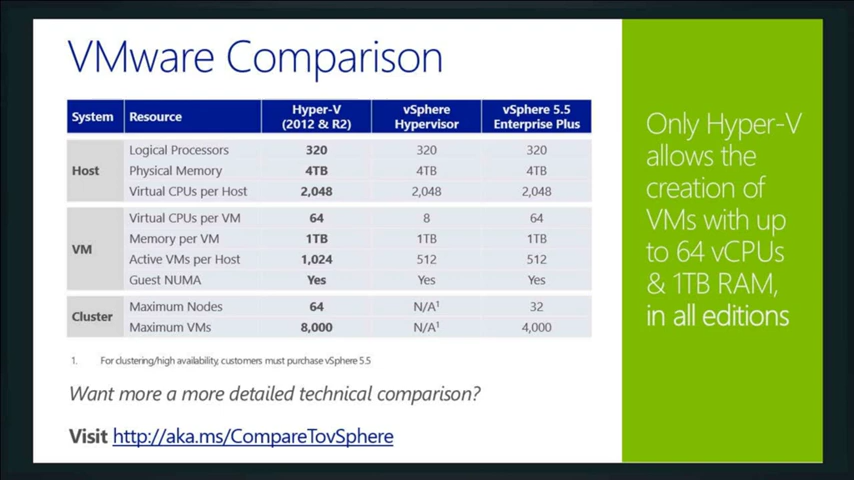 VMware Comparison
System Resource Hyper-V (2012 & R2) vSphere Hypervisor vSphere 5.5 Enterprise Plus
Host
Logical Processors 320 320 320
Physical Memory 4TB 4TB 4TB
Virtual CPUs per Host 2,048 2,048 2,048
VM
Virtual CPUs per VM 64 8 64
Memory per VM 1TB 1TB 1TB
Active VMs per Host 1,024 512 512
Guest NUMA Yes Yes Yes
Cluster
Maximum Nodes 64 N/A¹ 32
Maximum VMs 8,000 N/A¹ 4,000
1. For clustering/high availability, customers must purchase vSphere 5.5
Want more a more detailed technical comparison?
Visit http://aka.ms/CompareTovSphere
Only Hyper-V
allows the
creation of
VMs with up
to 64 vCPUs
& 1TB RAM,
in all editions